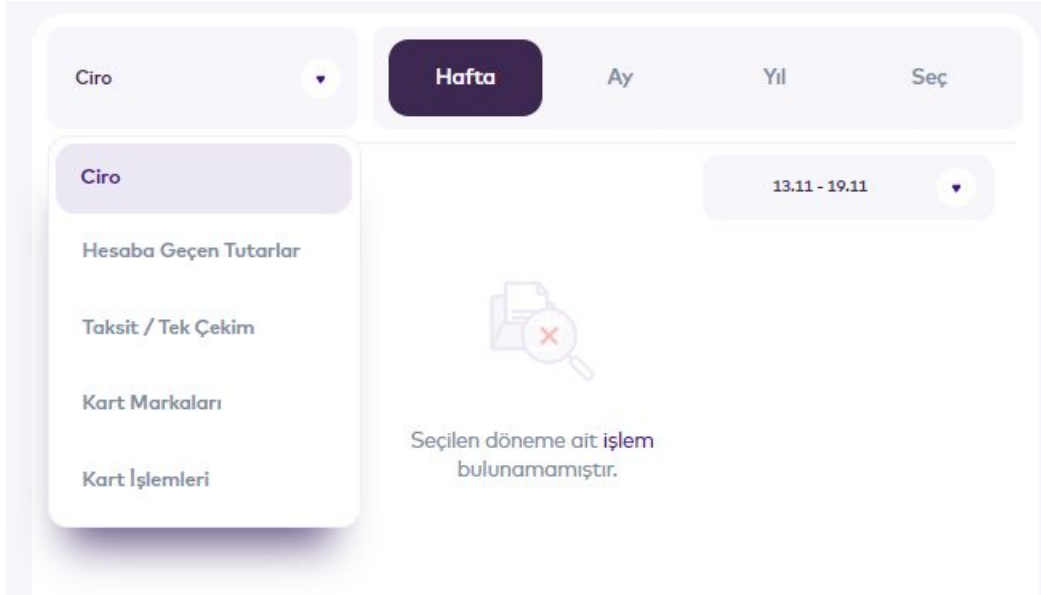 Ciro
Hafta
Ay
Yıl
Seç
Ciro
13.11 - 19.11
Hesaba Geçen Tutarlar
Taksit / Tek Çekim
Kart Markaları
Kart İşlemleri
Seçilen döneme ait işlem
bulunamamıştır.